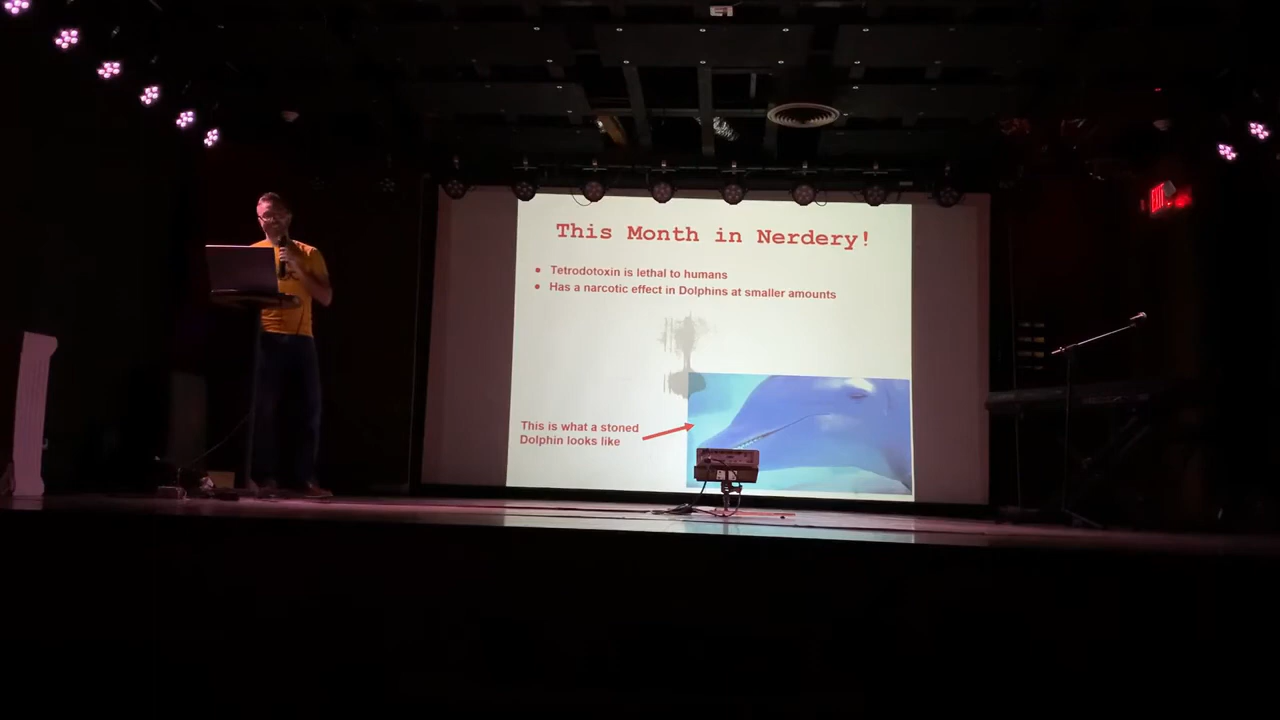 This Month in Nerdery!
Tetrodotoxin is lethal to humans
Has a narcotic effect in Dolphins at smaller amounts
This is what a stoned
Dolphin looks like
EXIT